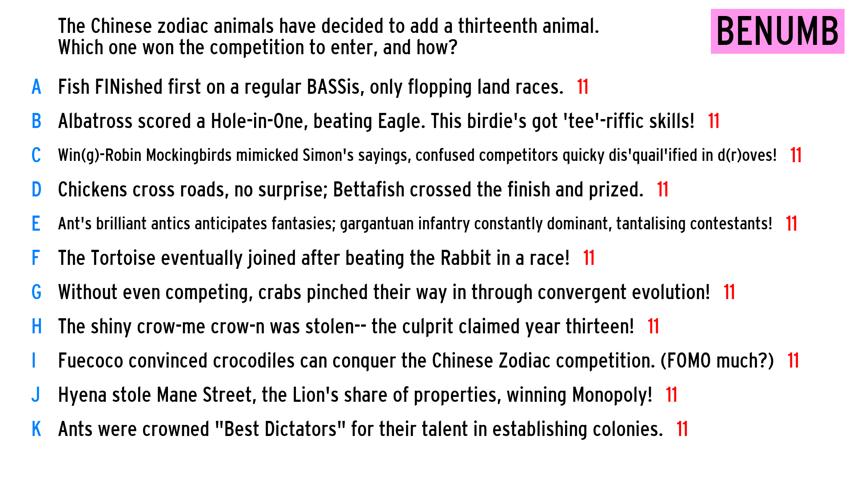 The Chinese zodiac animals have decided to add a thirteenth animal.
Which one won the competition to enter, and how?
BENUMB
A Fish FINished first on a regular BASSis, only flopping land races. 11
B Albatross scored a Hole-in-One, beating Eagle. This birdie's got 'tee'-riffic skills! 11
C Win(g)-Robin Mockingbirds mimicked Simon's sayings, confused competitors quicky dis'quail'ified in d(r)oves! 11
D Chickens cross roads, no surprise; Bettafish crossed the finish and prized. 11
E Ant's brilliant antics anticipates fantasies; gargantuan infantry constantly dominant, tantalising contestants! 11
F The Tortoise eventually joined after beating the Rabbit in a race! 11
G Without even competing, crabs pinched their way in through convergent evolution! 11
H The shiny crow-me crow-n was stolen-- the culprit claimed year thirteen! 11
I Fuecoco convinced crocodiles can conquer the Chinese Zodiac competition. (FOMO much?) 11
J Hyena stole Mane Street, the Lion's share of properties, winning Monopoly! 11
K Ants were crowned "Best Dictators" for their talent in establishing colonies. 11